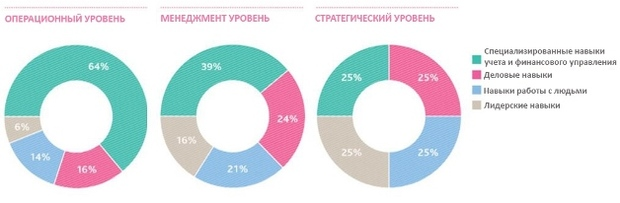 ОПЕРАЦИОННЫЙ УРОВЕНЬ
64%
6%
14%
16%
МЕНЕДЖМЕНТ УРОВЕНЬ
39%
24%
16%
21%
СТРАТЕГИЧЕСКИЙ УРОВЕНЬ
25%
25%
25%
25%
Специализированные навыки
учета и финансового управления
Деловые навыки
Навыки работы с людьми
Лидерские навыки